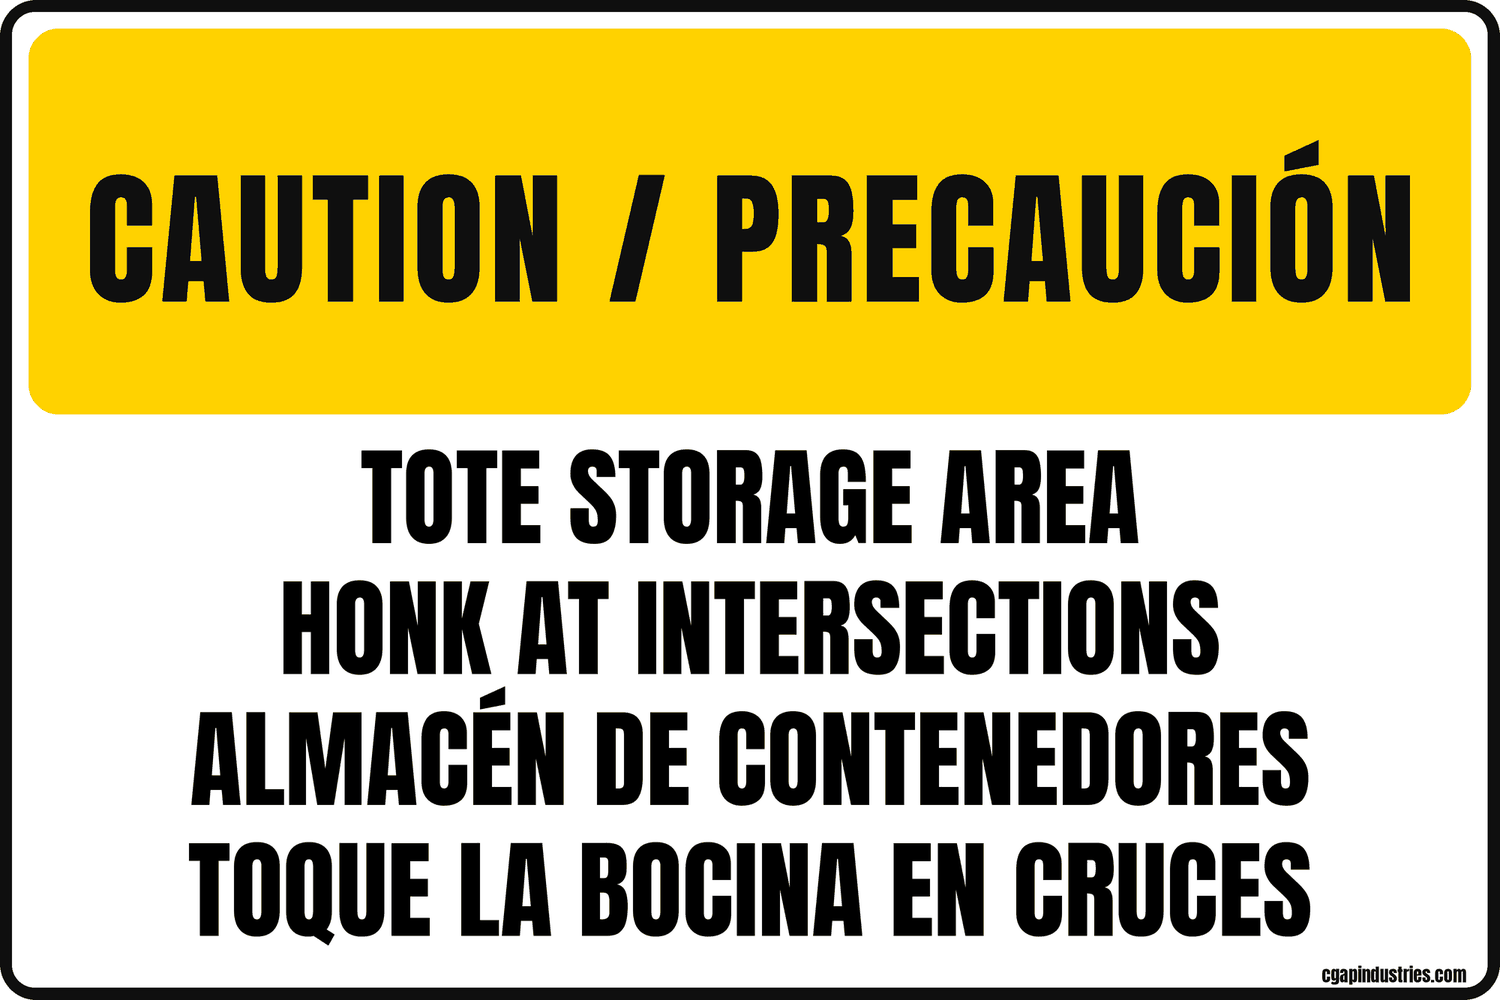 CAUTION / PRECAUCIÓN
TOTE STORAGE AREA
HONK AT INTERSECTIONS
ALMACÉN DE CONTENEDORES
TOQUE LA BOCINA EN CRUCES
cgapindustries.com